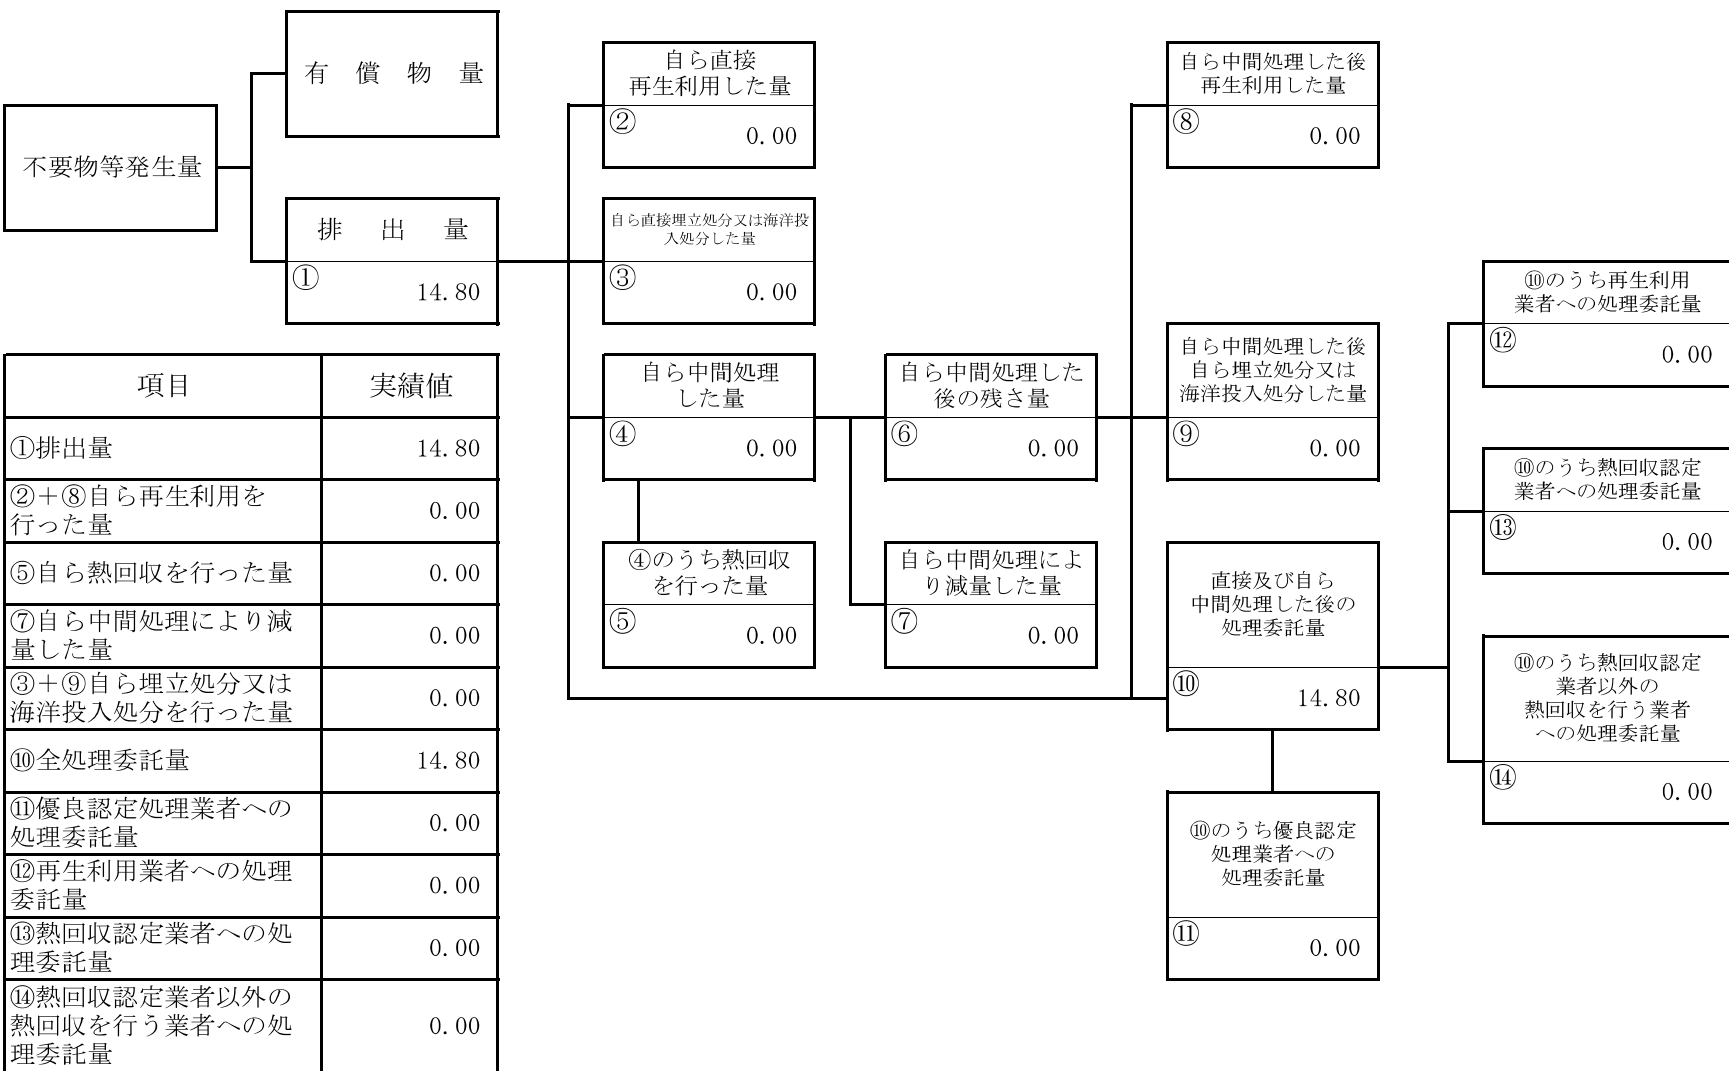 有　償　物　量
不要物等発生量
排　出　量
①
14.80
自ら直接
再生利用した量
②
0.00
自ら直接埋立処分又は海洋投
入処分した量
③
0.00
自ら中間処理
した量
④
0.00
④のうち熱回収
を行った量
⑤
0.00
自ら中間処理した
後の残さ量
⑥
0.00
自ら中間処理によ
り減量した量
⑦
0.00
自ら中間処理した後
再生利用した量
⑧
0.00
自ら中間処理した後
自ら埋立処分又は
海洋投入処分した量
⑨
0.00
直接及び自ら
中間処理した後の
処理委託量
⑩
14.80
⑩のうち優良認定
処理業者への
処理委託量
⑪
0.00
⑩のうち再生利用
業者への処理委託量
⑫
0.00
⑩のうち熱回収認定
業者への処理委託量
⑬
0.00
⑩のうち熱回収認定
業者以外の
熱回収を行う業者
への処理委託量
⑭
0.00
項目
実績値
①排出量
14.80
②＋⑧自ら再生利用を
行った量
0.00
⑤自ら熱回収を行った量
0.00
⑦自ら中間処理により減
量した量
0.00
③＋⑨自ら埋立処分又は
海洋投入処分を行った量
0.00
⑩全処理委託量
14.80
⑪優良認定処理業者への
処理委託量
0.00
⑫再生利用業者への処理
委託量
0.00
⑬熱回収認定業者への処
理委託量
0.00
⑭熱回収認定業者以外の
熱回収を行う業者への処
理委託量
0.00